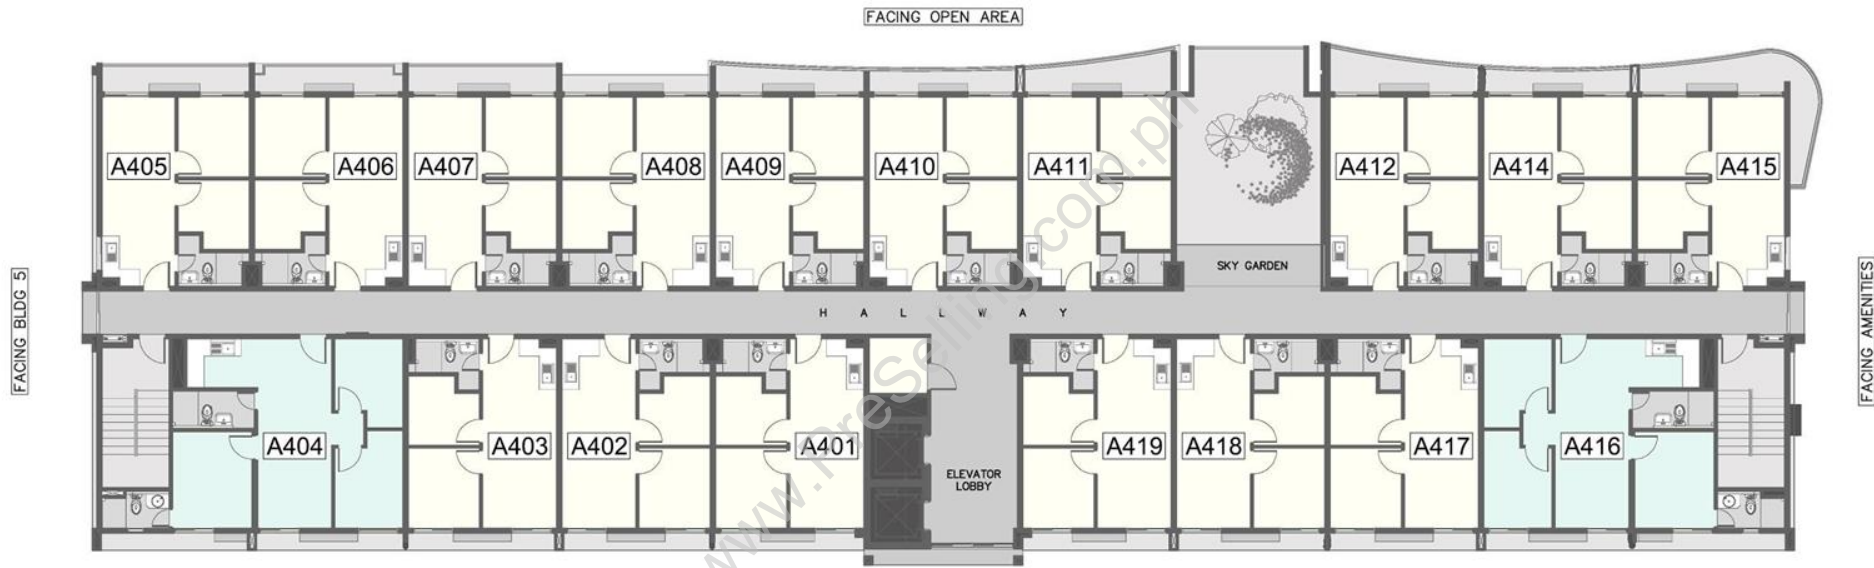 FACING OPEN AREA
A405
A406
A407
A408
A409
A410
A411
A412
A414
A415
SKY GARDEN
FACING BLDG 5
FACING AMENITIES
HALLWAY
A404
A403
A402
A401
ELEVATOR
LOBBY
A419
A418
A417
A416
www.PreSelling.com.ph